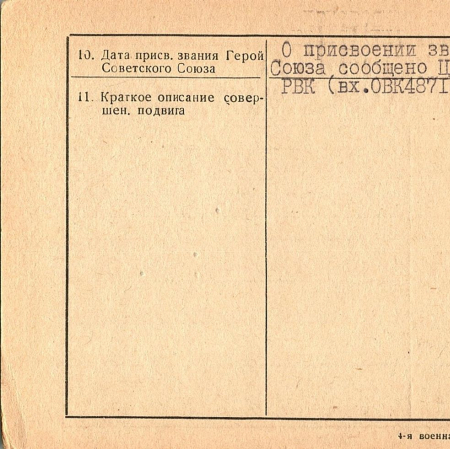 10. Дата присв. звания Герой
Советского Союза
О присвоении зв
Союза сообщено Ц
РВК (вх.ОВК4871
11. Краткое описание совер-
шен. подвига
4-я военн